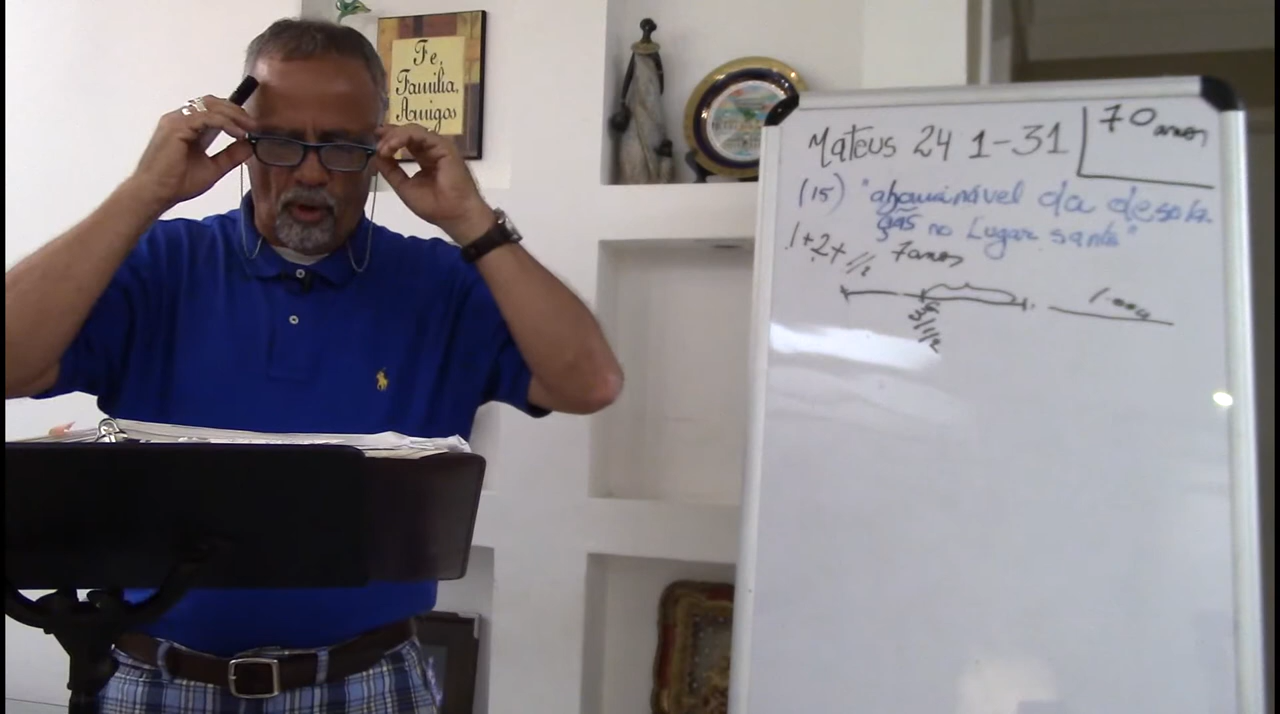 Fé,
Família,
Amigos
Mateus 24 1-31
70 anos
(15) "abominável da desola-
ção no Lugar santo"
1+2+1/2 7 anos
3 1/2
1.000